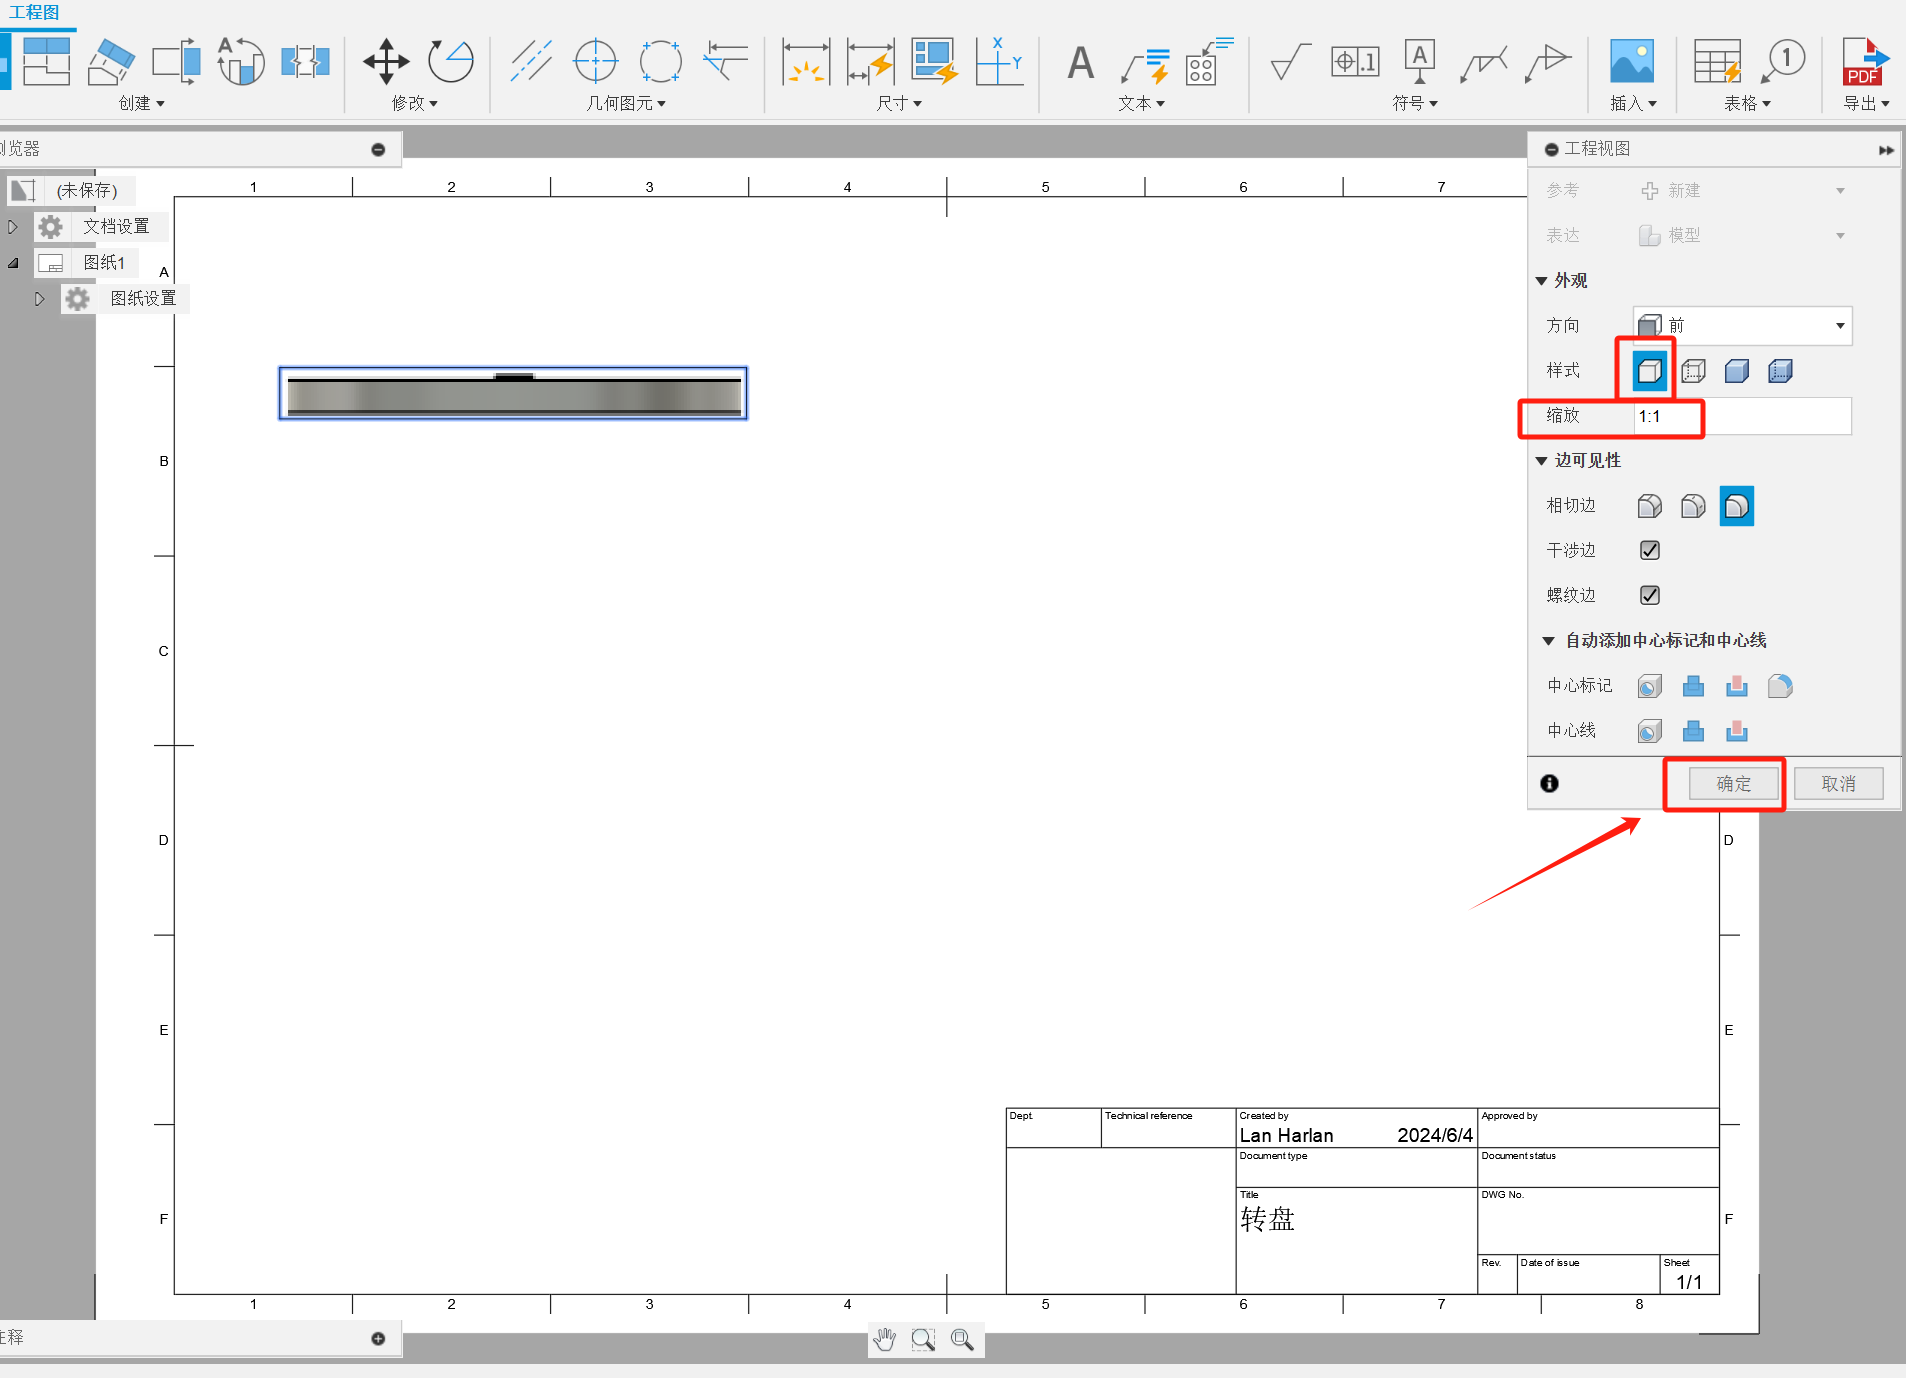 工程图
创建
修改
几何图元
尺寸
文本
符号
插入
表格
导出
PDF
浏览器
(未保存)
文档设置
图纸1
图纸设置
1 2 3 4 5 6 7
A
B
C
D
E
F
D
E
F
1 2 3 4 5 6 7 8
工程视图
参考 新建
表达 模型
外观
方向 前
样式
缩放 1:1
边可见性
相切边
干涉边
螺纹边
自动添加中心标记和中心线
中心标记
中心线
确定 取消
Dept. Technical reference Created by Approved by
Lan Harlan 2024/6/4
Document type Document status
Title DWG No.
转盘
Rev. Date of issue Sheet
1/1
注释